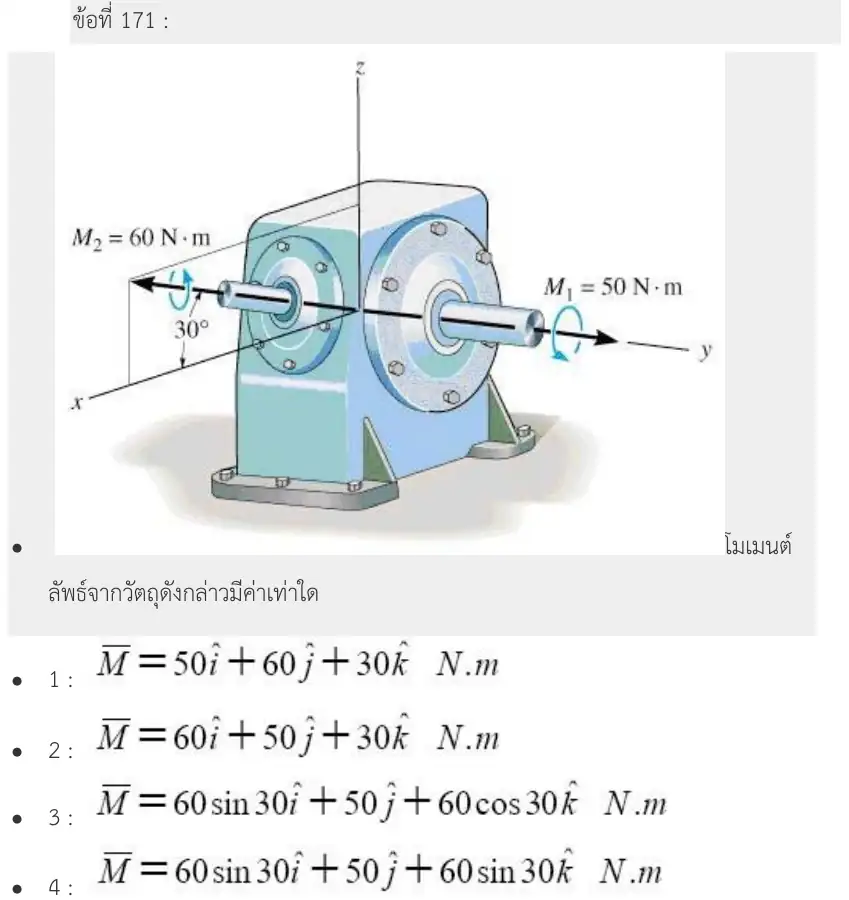 ข้อที่ 171 :
z
M₂ = 60 N·m
M₁ = 50 N·m
30°
y
x
โมเมนต์
ลัพธ์จากวัตถุดังกล่าวมีค่าเท่าใด
1 : M̅ = 50î + 60ĵ + 30k̂ N.m
2 : M̅ = 60î + 50ĵ + 30k̂ N.m
3 : M̅ = 60 sin 30î + 50ĵ + 60 cos 30k̂ N.m
4 : M̅ = 60 sin 30î + 50ĵ + 60 sin 30k̂ N.m